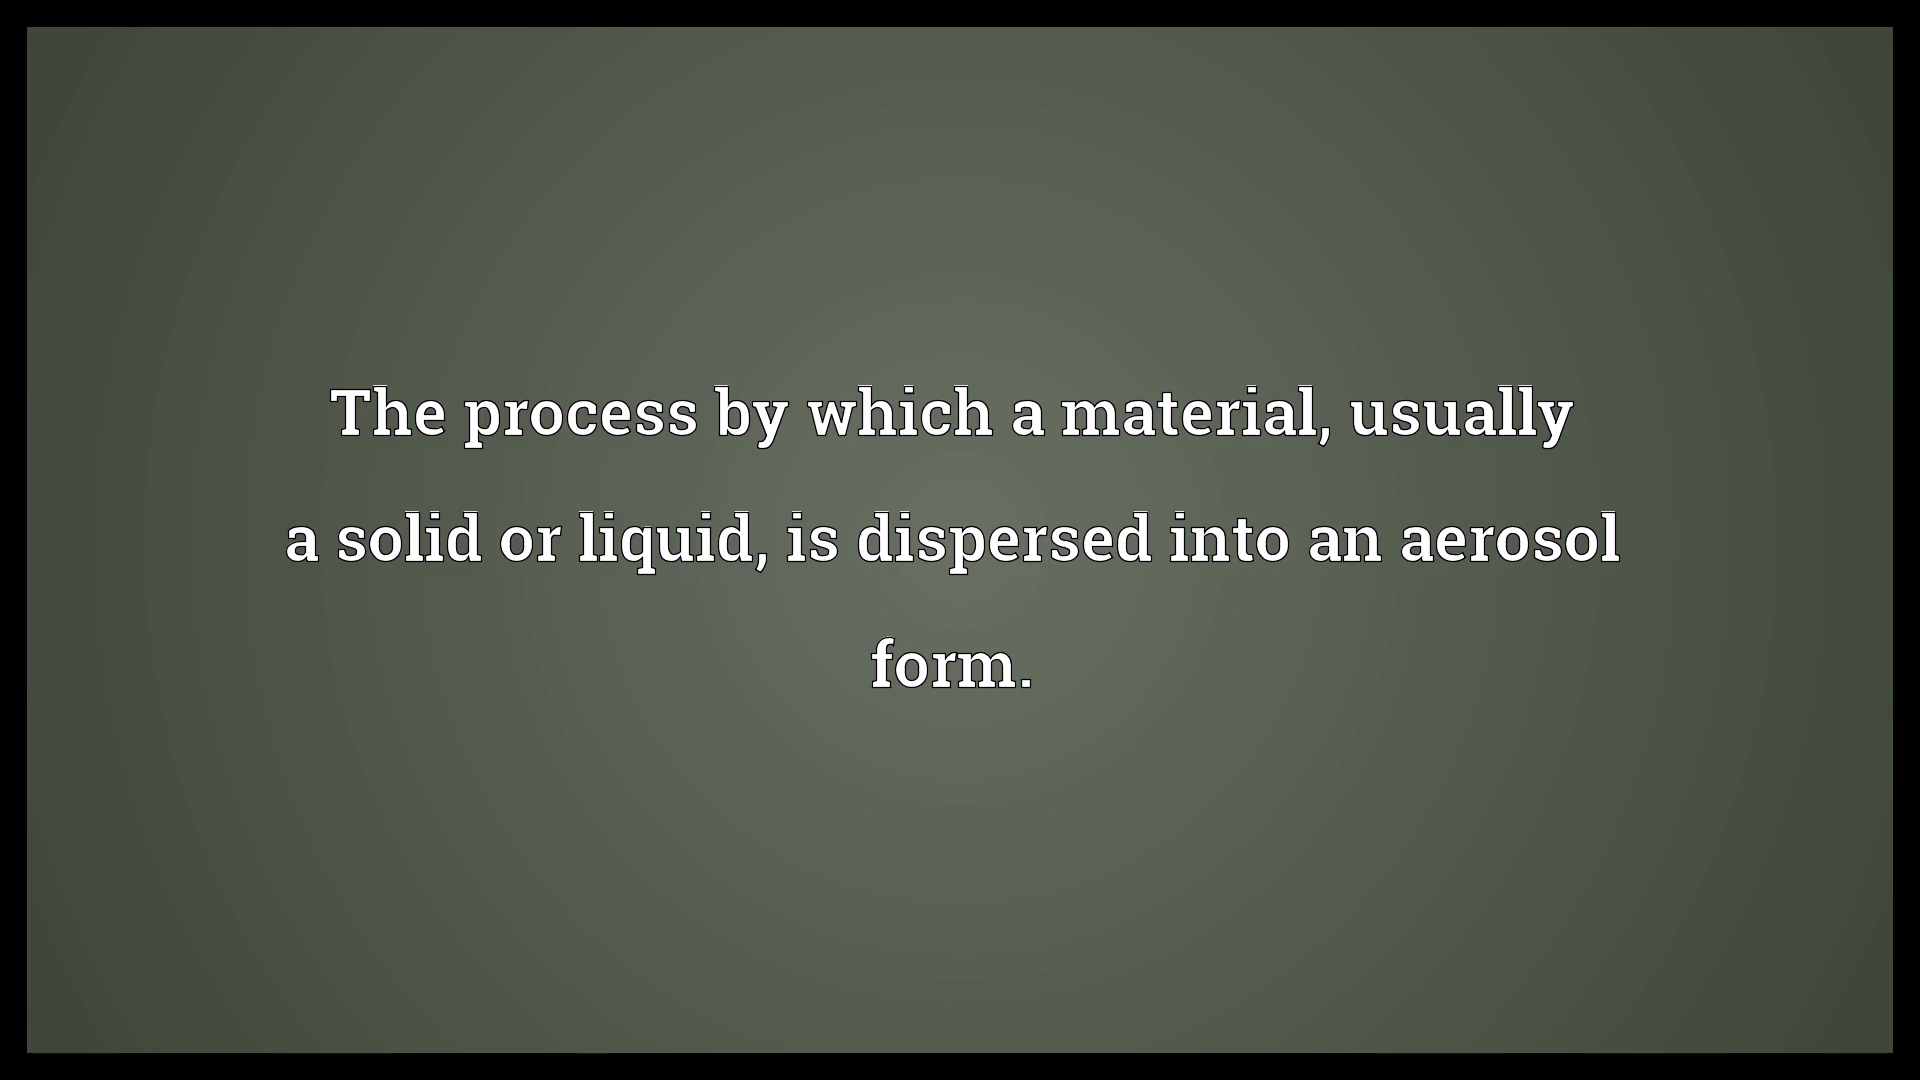 The process by which a material, usually
a solid or liquid, is dispersed into an aerosol
form.